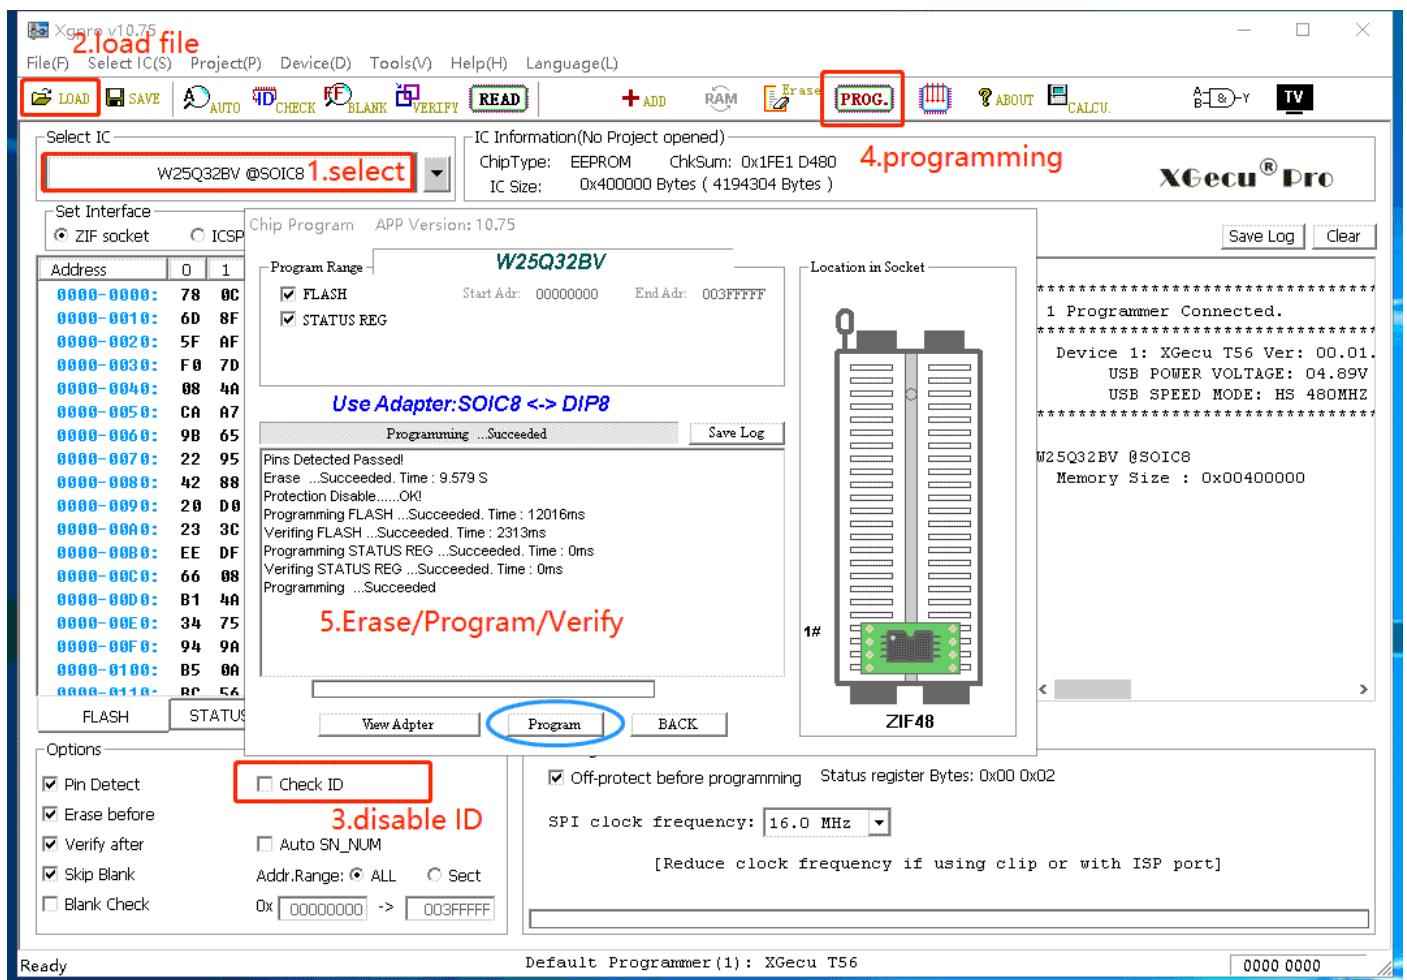 Xgpro v10.75
2.load file
File(F) Select IC(S) Project(P) Device(D) Tools(V) Help(H) Language(L)
LOAD SAVE AUTO CHECK BLANK VERIFY READ ADD RAM Erase PROG. ABOUT CALCU. TV
Select IC
W25Q32BV @SOIC8
1.select
IC Information(No Project opened)
ChipType: EEPROM ChkSum: 0x1FE1 D480
IC Size: 0x400000 Bytes ( 4194304 Bytes )
4.programming
XGecu® Pro
Set Interface
ZIF socket ICSP
Save Log Clear
Chip Program APP Version: 10.75
Address 0 1
0000-0000: 78 0C
0000-0010: 6D 8F
0000-0020: 5F AF
0000-0030: F0 7D
0000-0040: 08 4A
0000-0050: CA A7
0000-0060: 9B 65
0000-0070: 22 95
0000-0080: 42 88
0000-0090: 20 D0
0000-00A0: 23 3C
0000-00B0: EE DF
0000-00C0: 66 08
0000-00D0: B1 4A
0000-00E0: 34 75
0000-00F0: 94 9A
0000-0100: B5 0A
0000-0110: BC 56
FLASH STATUS
Program Range
W25Q32BV
FLASH Start Adr: 00000000 End Adr: 003FFFFF
STATUS REG
Use Adapter:SOIC8 <-> DIP8
Programming ...Succeeded Save Log
Pins Detected Passed!
Erase ...Succeeded. Time : 9.579 S
Protection Disable......OK!
Programming FLASH ...Succeeded. Time : 12016ms
Verifing FLASH ...Succeeded. Time : 2313ms
Programming STATUS REG ...Succeeded. Time : 0ms
Verifing STATUS REG ...Succeeded. Time : 0ms
Programming ...Succeeded
5.Erase/Program/Verify
View Adpter Program BACK
Location in Socket
1#
ZIF48
**********************************
1 Programmer Connected.
**********************************
Device 1: XGecu T56 Ver: 00.01.
USB POWER VOLTAGE: 04.89V
USB SPEED MODE: HS 480MHZ
**********************************
W25Q32BV @SOIC8
Memory Size : 0x00400000
Options
Pin Detect Check ID
3.disable ID
Erase before
Verify after Auto SN_NUM
Skip Blank Addr.Range: ALL Sect
Blank Check 0x 00000000 -> 003FFFFF
Off-protect before programming Status register Bytes: 0x00 0x02
SPI clock frequency: 16.0 MHz
[Reduce clock frequency if using clip or with ISP port]
Ready Default Programmer(1): XGecu T56 0000 0000